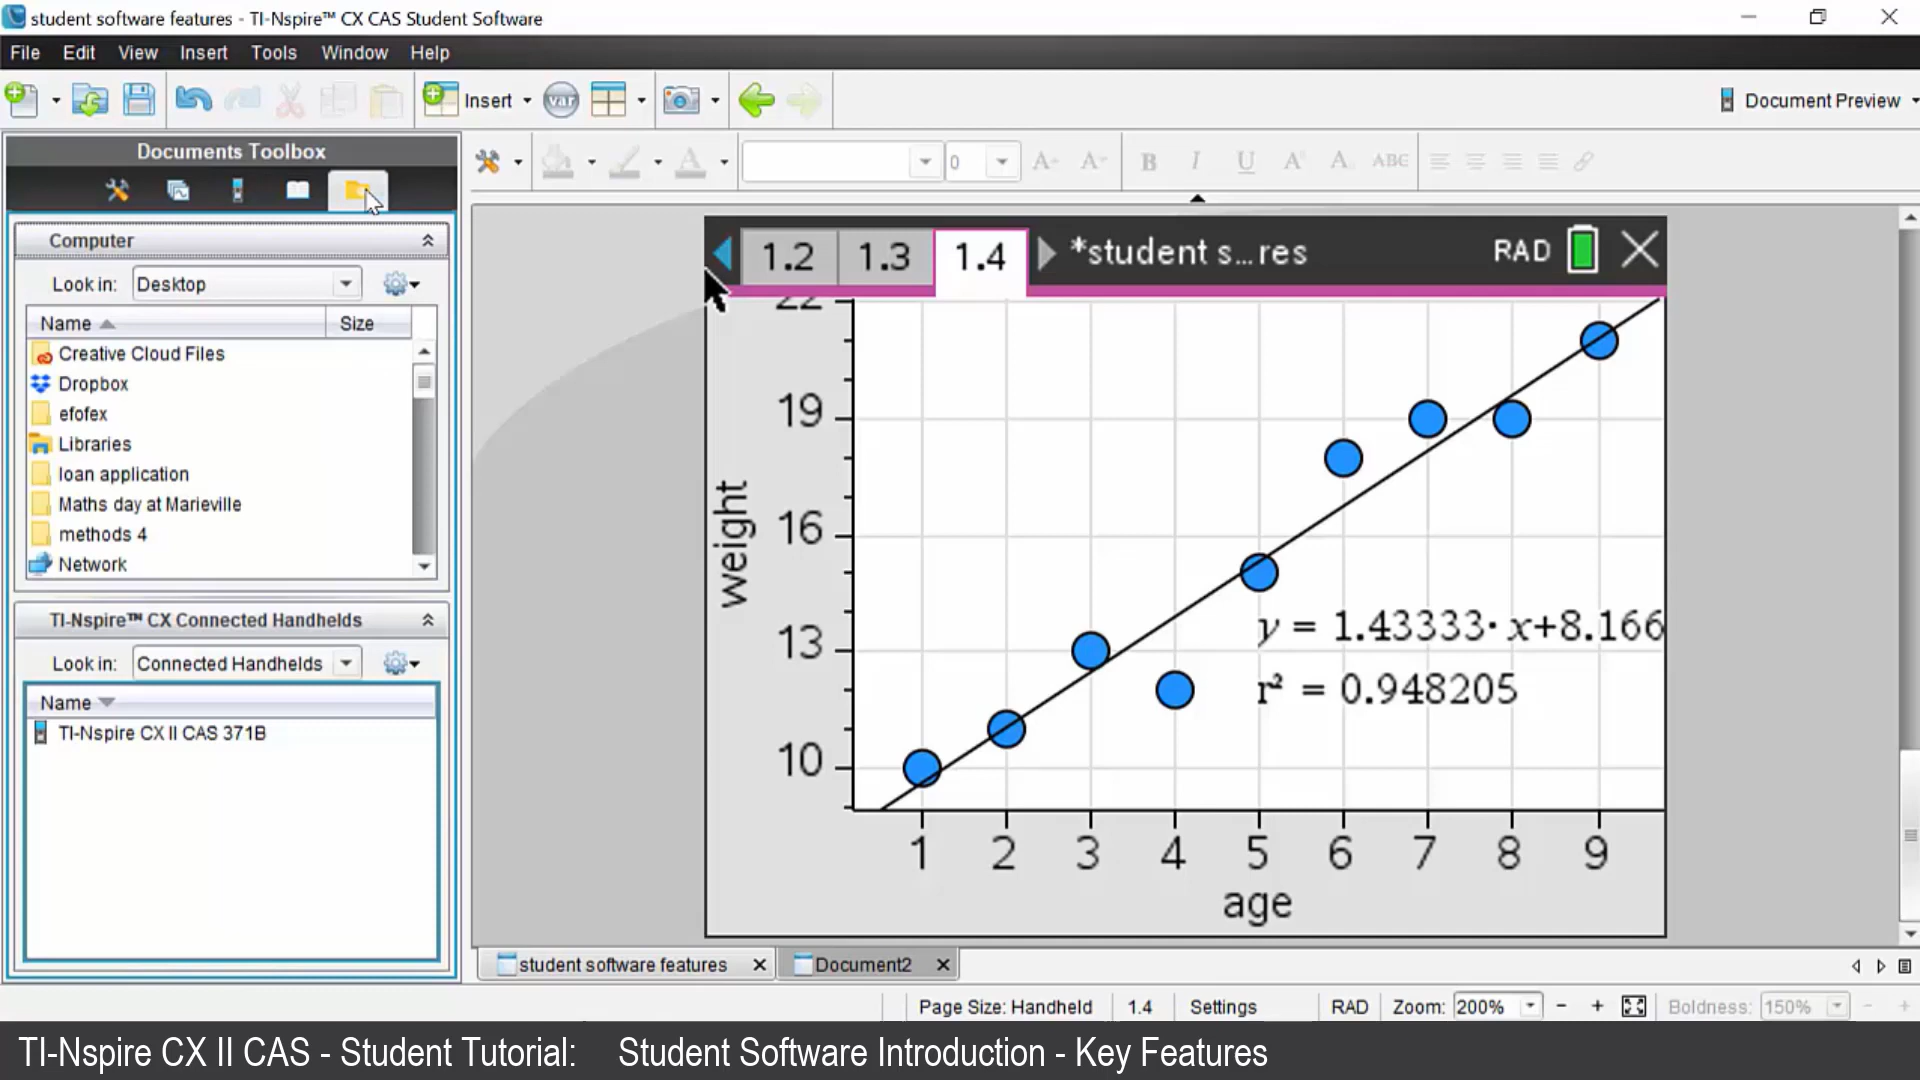 student software features - TI-Nspire™ CX CAS Student Software
File Edit View Insert Tools Window Help
Insert var Document Preview
Documents Toolbox
0 A+ A- B I U A A ABC
Computer
Look in: Desktop
Name Size
Creative Cloud Files
Dropbox
efofex
Libraries
loan application
Maths day at Marieville
methods 4
Network
TI-Nspire™ CX Connected Handhelds
Look in: Connected Handhelds
Name
TI-Nspire CX II CAS 371B
1.2 1.3 1.4 *student s...res RAD
22
19
16
13
10
weight
y = 1.43333· x+8.166
r² = 0.948205
1 2 3 4 5 6 7 8 9
age
student software features Document2
Page Size: Handheld 1.4 Settings RAD Zoom: 200% - + Boldness: 150% - +
TI-Nspire CX II CAS - Student Tutorial: Student Software Introduction - Key Features